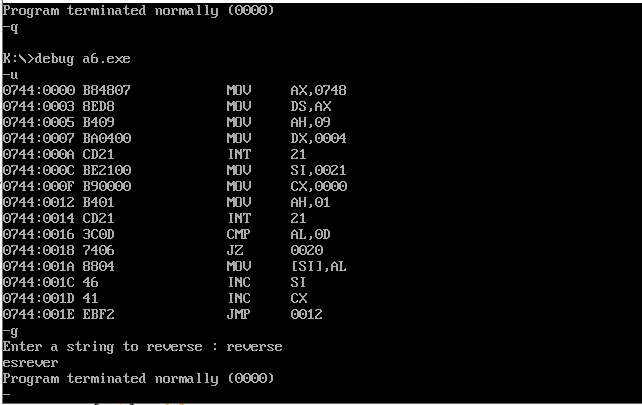 Program terminated normally (0000)
-q
K:\>debug a6.exe
-u
0744:0000 B84807 MOV AX,0748
0744:0003 8ED8 MOV DS,AX
0744:0005 B409 MOV AH,09
0744:0007 BA0400 MOV DX,0004
0744:000A CD21 INT 21
0744:000C BE2100 MOV SI,0021
0744:000F B90000 MOV CX,0000
0744:0012 B401 MOV AH,01
0744:0014 CD21 INT 21
0744:0016 3C0D CMP AL,0D
0744:0018 7406 JZ 0020
0744:001A 8804 MOV [SI],AL
0744:001C 46 INC SI
0744:001D 41 INC CX
0744:001E EBF2 JMP 0012
-g
Enter a string to reverse : reverse
esrever
Program terminated normally (0000)
-